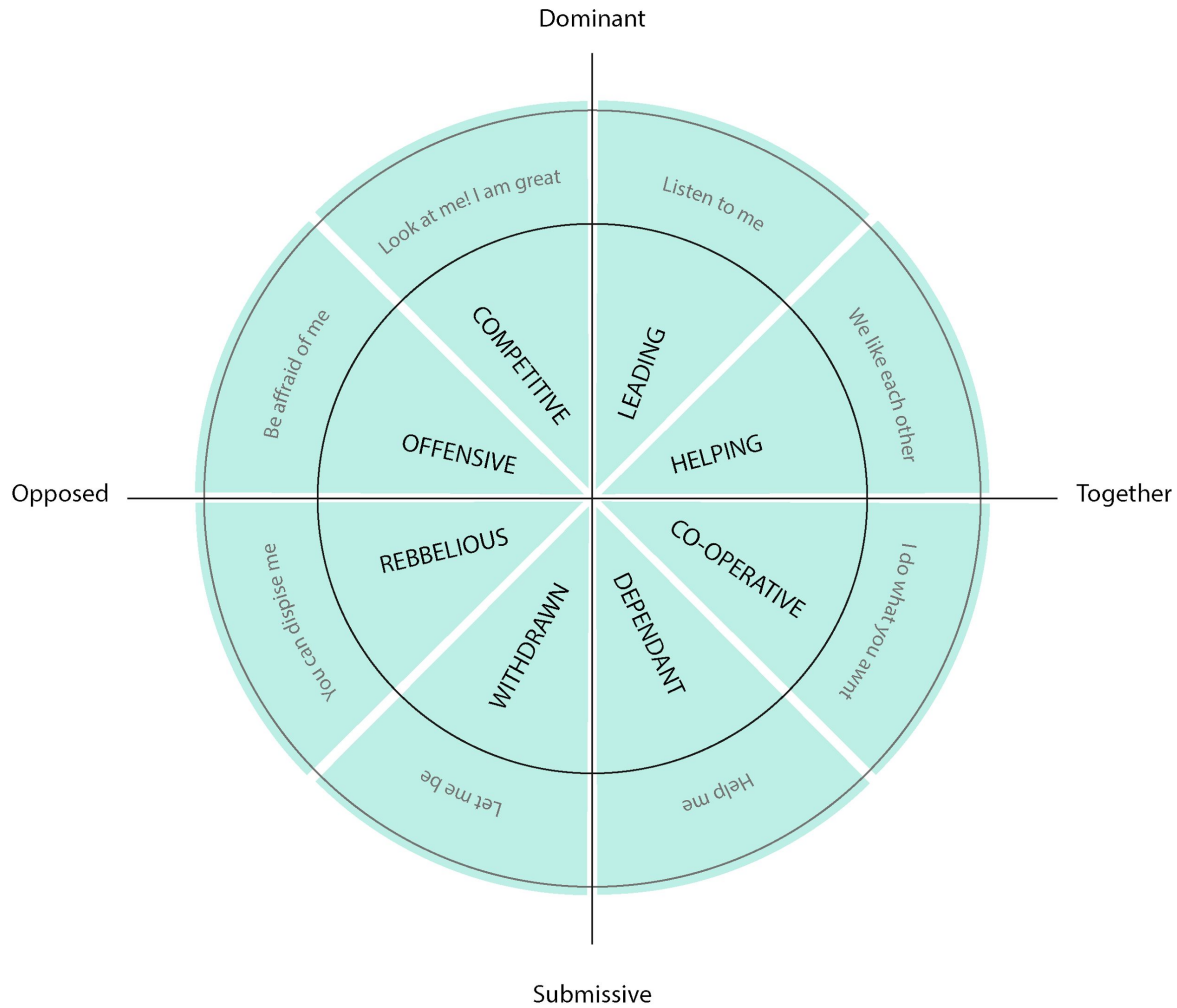 Dominant
Look at me! I am great
Listen to me
Be affraid of me
We like each other
COMPETITIVE
LEADING
OFFENSIVE
HELPING
Opposed
Together
REBBELIOUS
CO-OPERATIVE
WITHDRAWN
DEPENDANT
You can dispise me
I do what you awnt
Let me be
Help me
Submissive